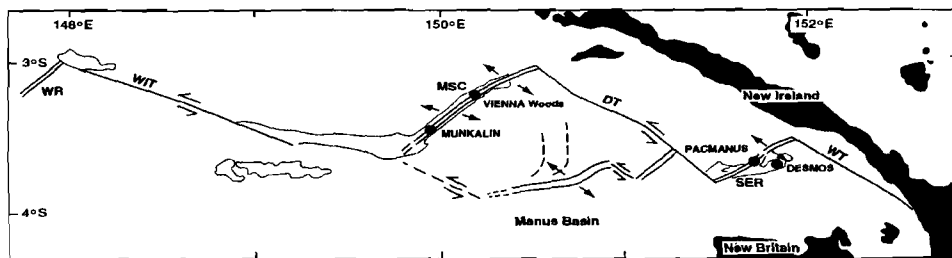 148°E
150°E
152°E
3°S
4°S
WR
WIT
MSC
VIENNA Woods
MUNKALIN
DT
New Ireland
PACMANUS
WT
DESMOS
SER
Manus Basin
New Britain